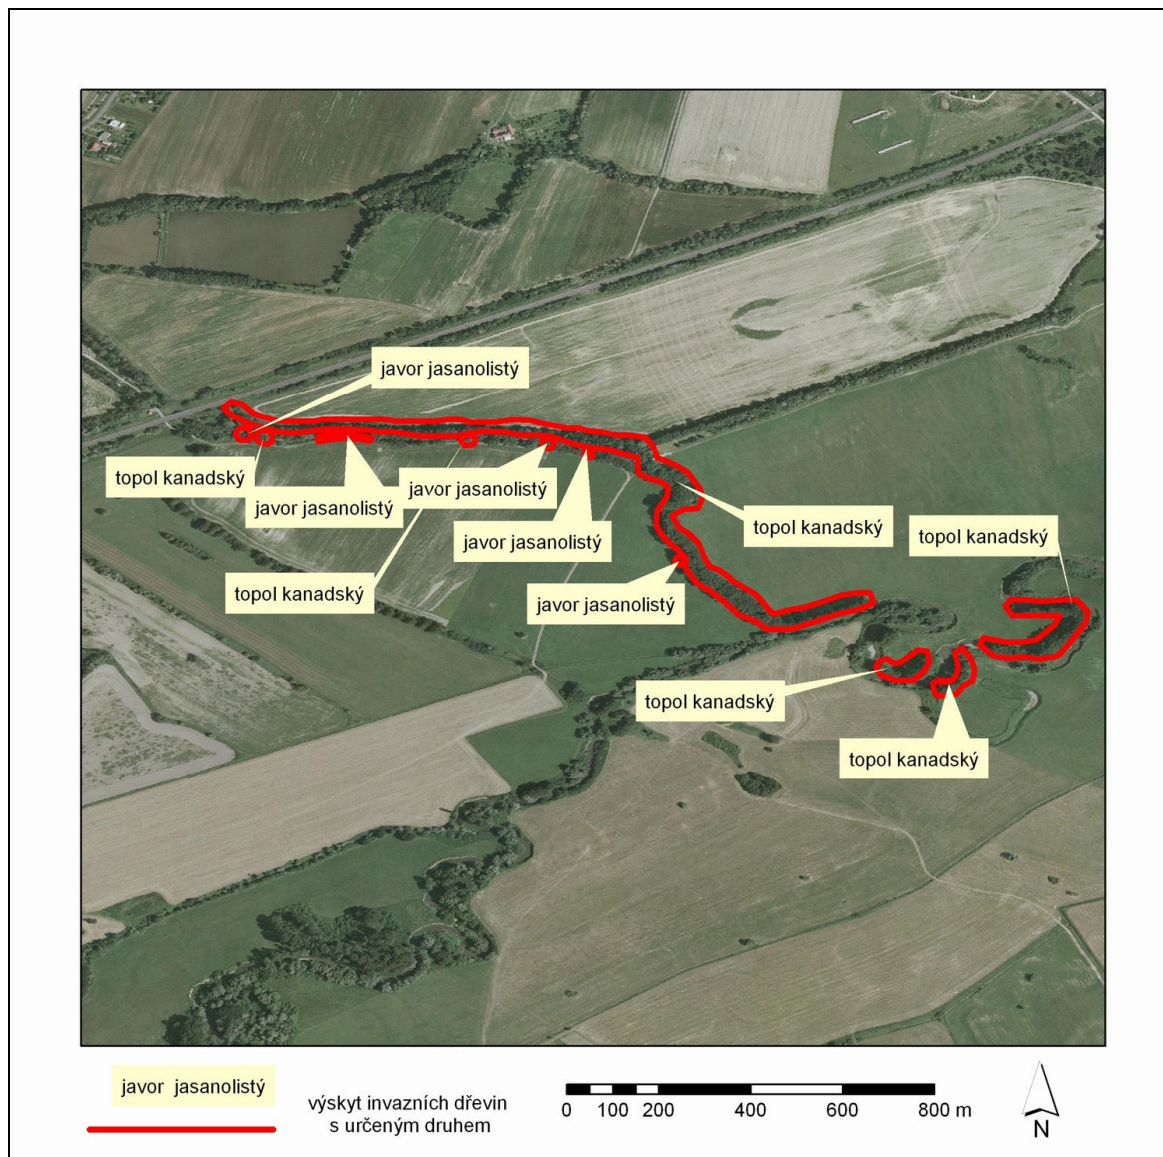 javor jasanolistý
topol kanadský
javor jasanolistý
javor jasanolistý
javor jasanolistý
topol kanadský
topol kanadský
topol kanadský
javor jasanolistý
topol kanadský
topol kanadský
javor jasanolistý
výskyt invazních dřevin
s určeným druhem
0 100 200 400 600 800 m
N